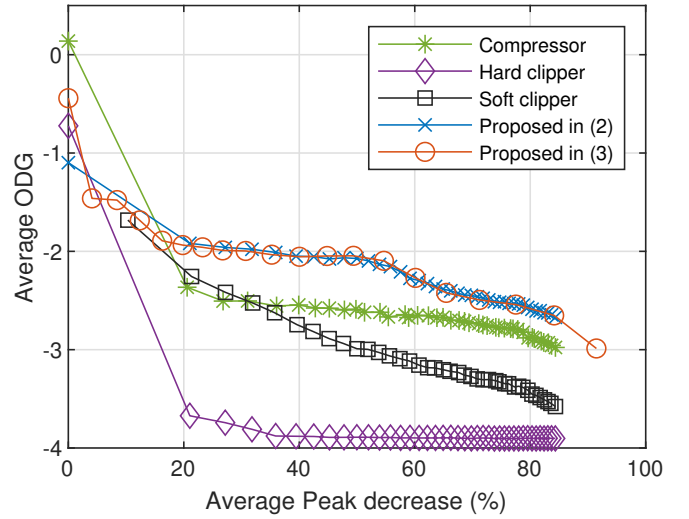 Compressor
Hard clipper
Soft clipper
Proposed in (2)
Proposed in (3)
Average ODG
0
-1
-2
-3
-4
0 20 40 60 80 100
Average Peak decrease (%)